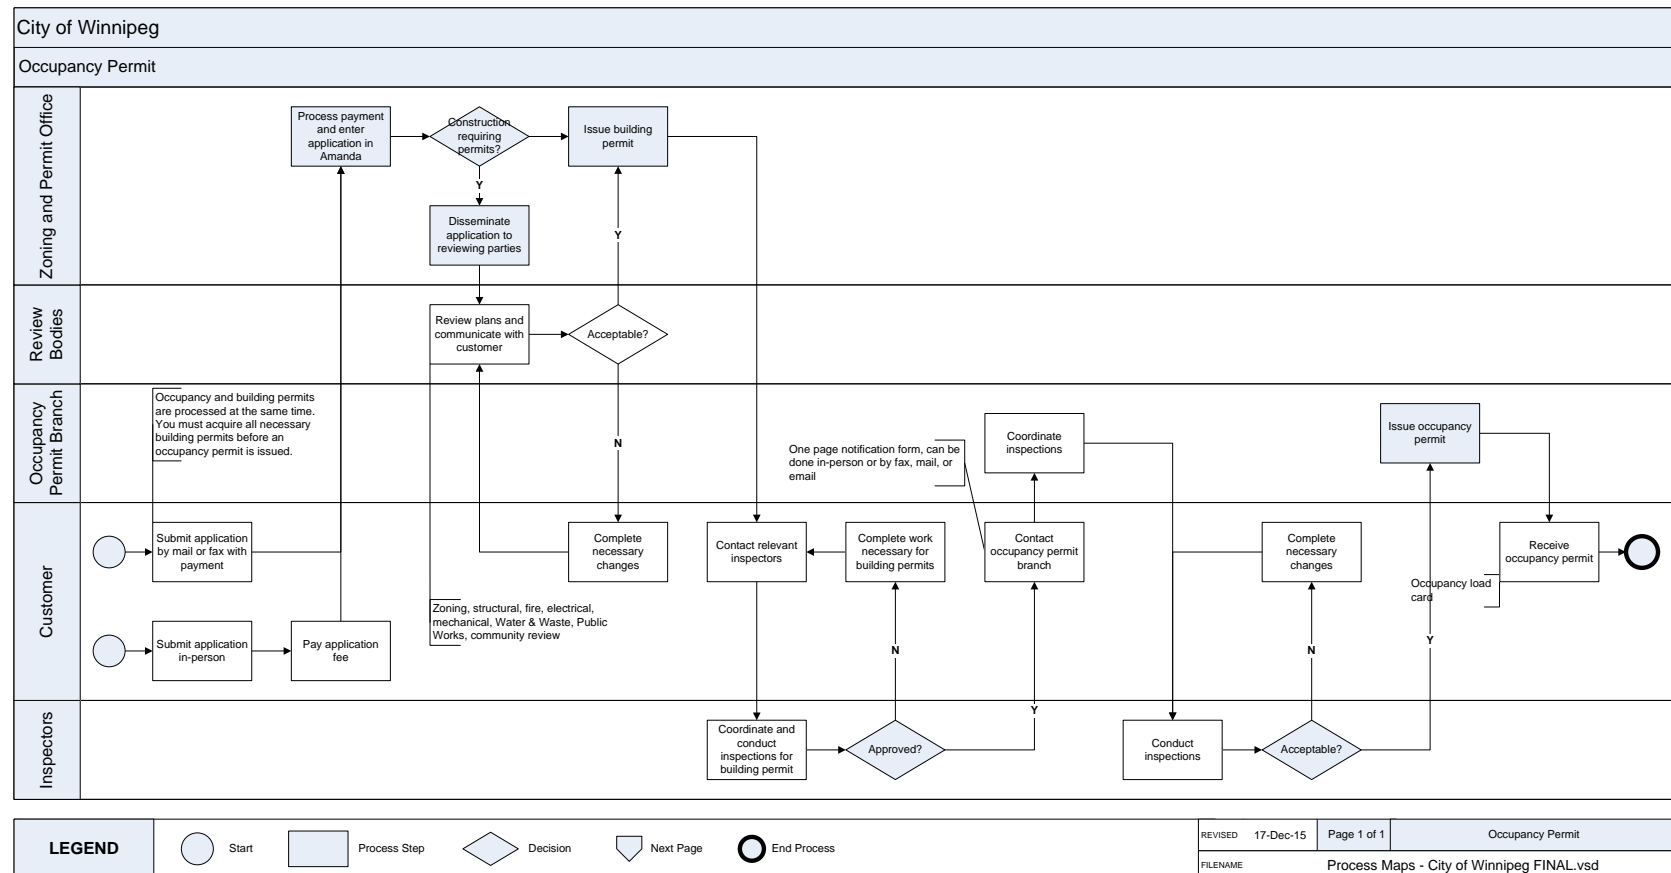 City of Winnipeg
Occupancy Permit
Zoning and Permit Office
Process payment
and enter
application in
Amanda
Construction
requiring
permits?
Issue building
permit
Y
Disseminate
application to
reviewing parties
Y
Review
Bodies
Review plans and
communicate with
customer
Acceptable?
Occupancy
Permit Branch
Occupancy and building permits
are processed at the same time.
You must acquire all necessary
building permits before an
occupancy permit is issued.
N
One page notification form, can be
done in-person or by fax, mail, or
email
Coordinate
inspections
Issue occupancy
permit
Customer
Submit application
by mail or fax with
payment
Complete
necessary
changes
Contact relevant
inspectors
Complete work
necessary for
building permits
Contact
occupancy permit
branch
Complete
necessary
changes
Receive
occupancy permit
Occupancy load
card
Zoning, structural, fire, electrical,
mechanical, Water & Waste, Public
Works, community review
Submit application
in-person
Pay application
fee
N
N
Y
Y
Inspectors
Coordinate and
conduct
inspections for
building permit
Approved?
Conduct
inspections
Acceptable?
LEGEND
Start
Process Step
Decision
Next Page
End Process
REVISED 17-Dec-15 Page 1 of 1 Occupancy Permit
FILENAME Process Maps - City of Winnipeg FINAL.vsd